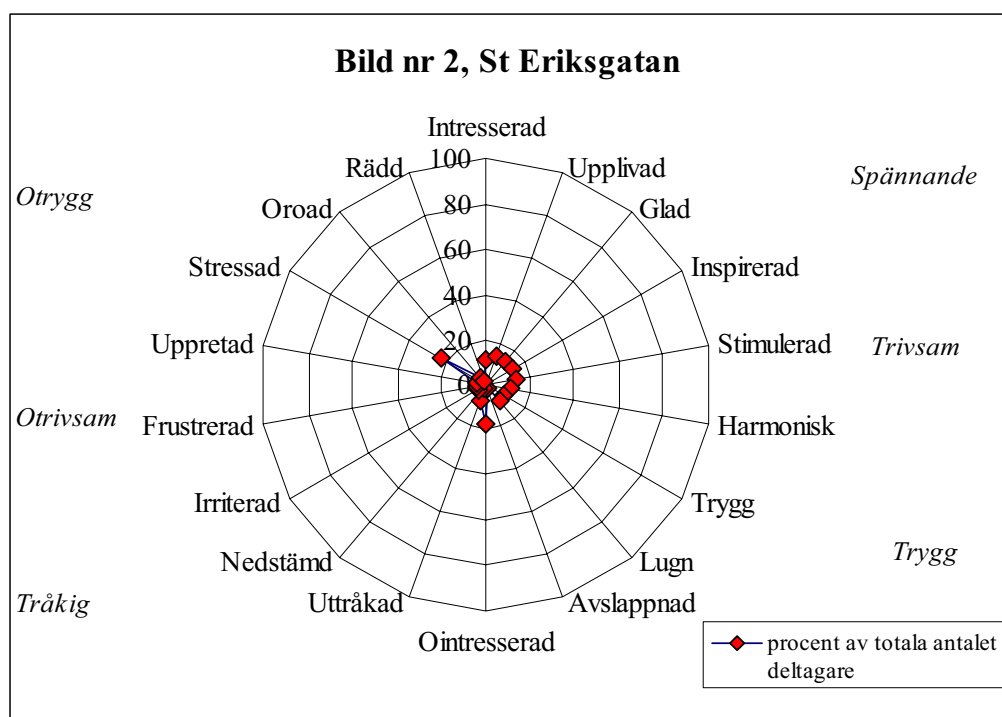 Bild nr 2, St Eriksgatan
Intresserad
Upplivad
Glad
Inspirerad
Stimulerad
Harmonisk
Trygg
Lugn
Avslappnad
Ointresserad
Uttråkad
Nedstämd
Irriterad
Frustrerad
Uppretad
Stressad
Oroad
Rädd
100
80
60
40
20
0
Otrygg
Otrivsam
Tråkig
Spännande
Trivsam
Trygg
procent av totala antalet
deltagare